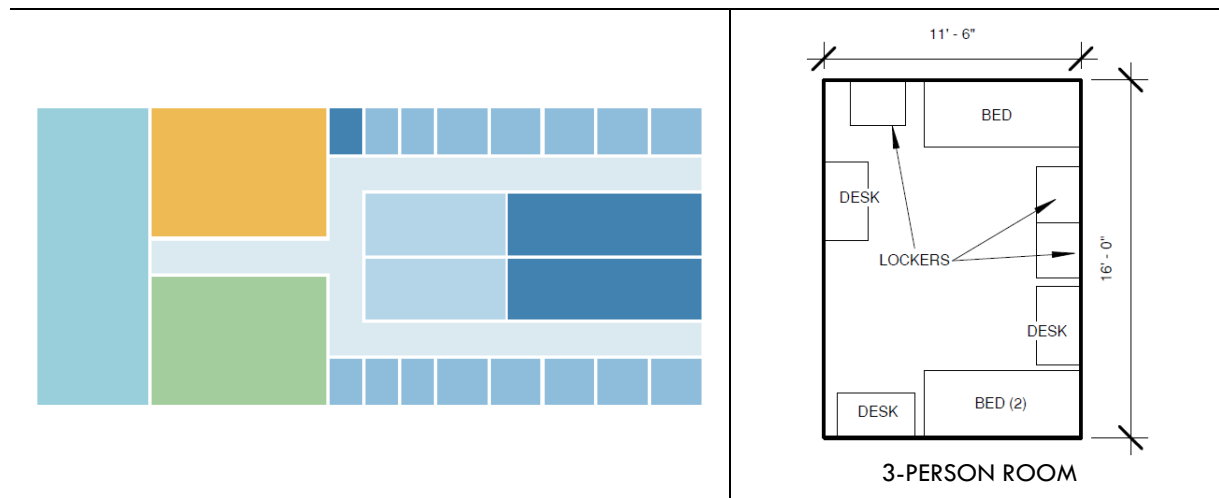 11' - 6"
BED
DESK
LOCKERS
16' - 0"
DESK
DESK
BED (2)
3-PERSON ROOM